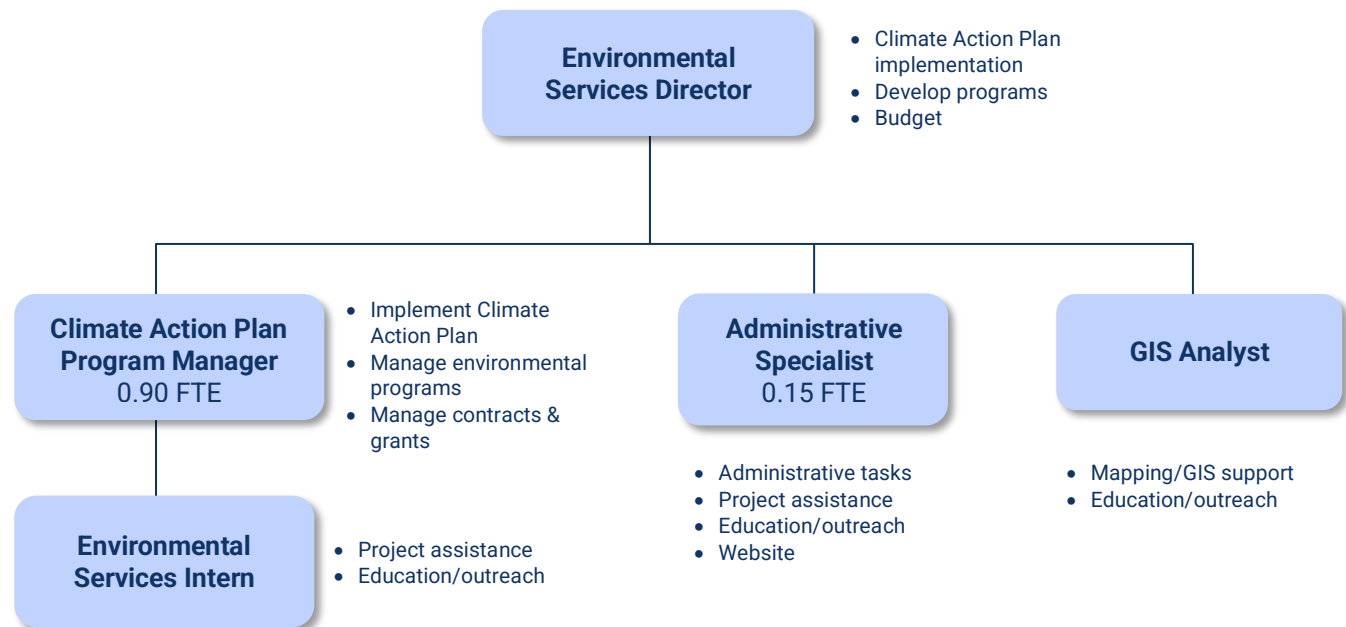 Environmental
Services Director
• Climate Action Plan
implementation
• Develop programs
• Budget
Climate Action Plan
Program Manager
0.90 FTE
• Implement Climate
Action Plan
• Manage environmental
programs
• Manage contracts &
grants
Administrative
Specialist
0.15 FTE
GIS Analyst
• Administrative tasks
• Project assistance
• Education/outreach
• Website
• Mapping/GIS support
• Education/outreach
Environmental
Services Intern
• Project assistance
• Education/outreach